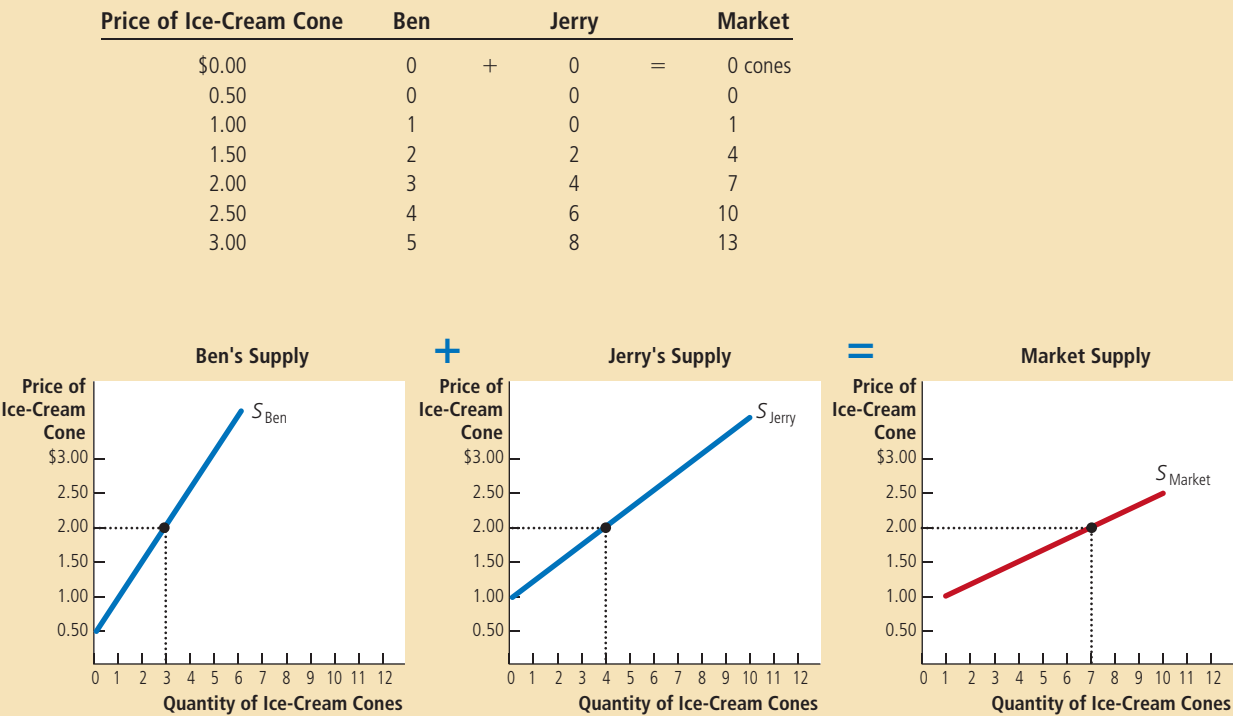 Price of Ice-Cream Cone Ben Jerry Market
$0.00 0 + 0 = 0 cones
0.50 0 0 0
1.00 1 0 1
1.50 2 2 4
2.00 3 4 7
2.50 4 6 10
3.00 5 8 13
Ben's Supply + Jerry's Supply = Market Supply
Price of
Ice-Cream
Cone
$3.00
2.50
2.00
1.50
1.00
0.50
S Ben
0 1 2 3 4 5 6 7 8 9 10 11 12
Quantity of Ice-Cream Cones
Price of
Ice-Cream
Cone
$3.00
2.50
2.00
1.50
1.00
0.50
S Jerry
0 1 2 3 4 5 6 7 8 9 10 11 12
Quantity of Ice-Cream Cones
Price of
Ice-Cream
Cone
$3.00
2.50
2.00
1.50
1.00
0.50
S Market
0 1 2 3 4 5 6 7 8 9 10 11 12
Quantity of Ice-Cream Cones